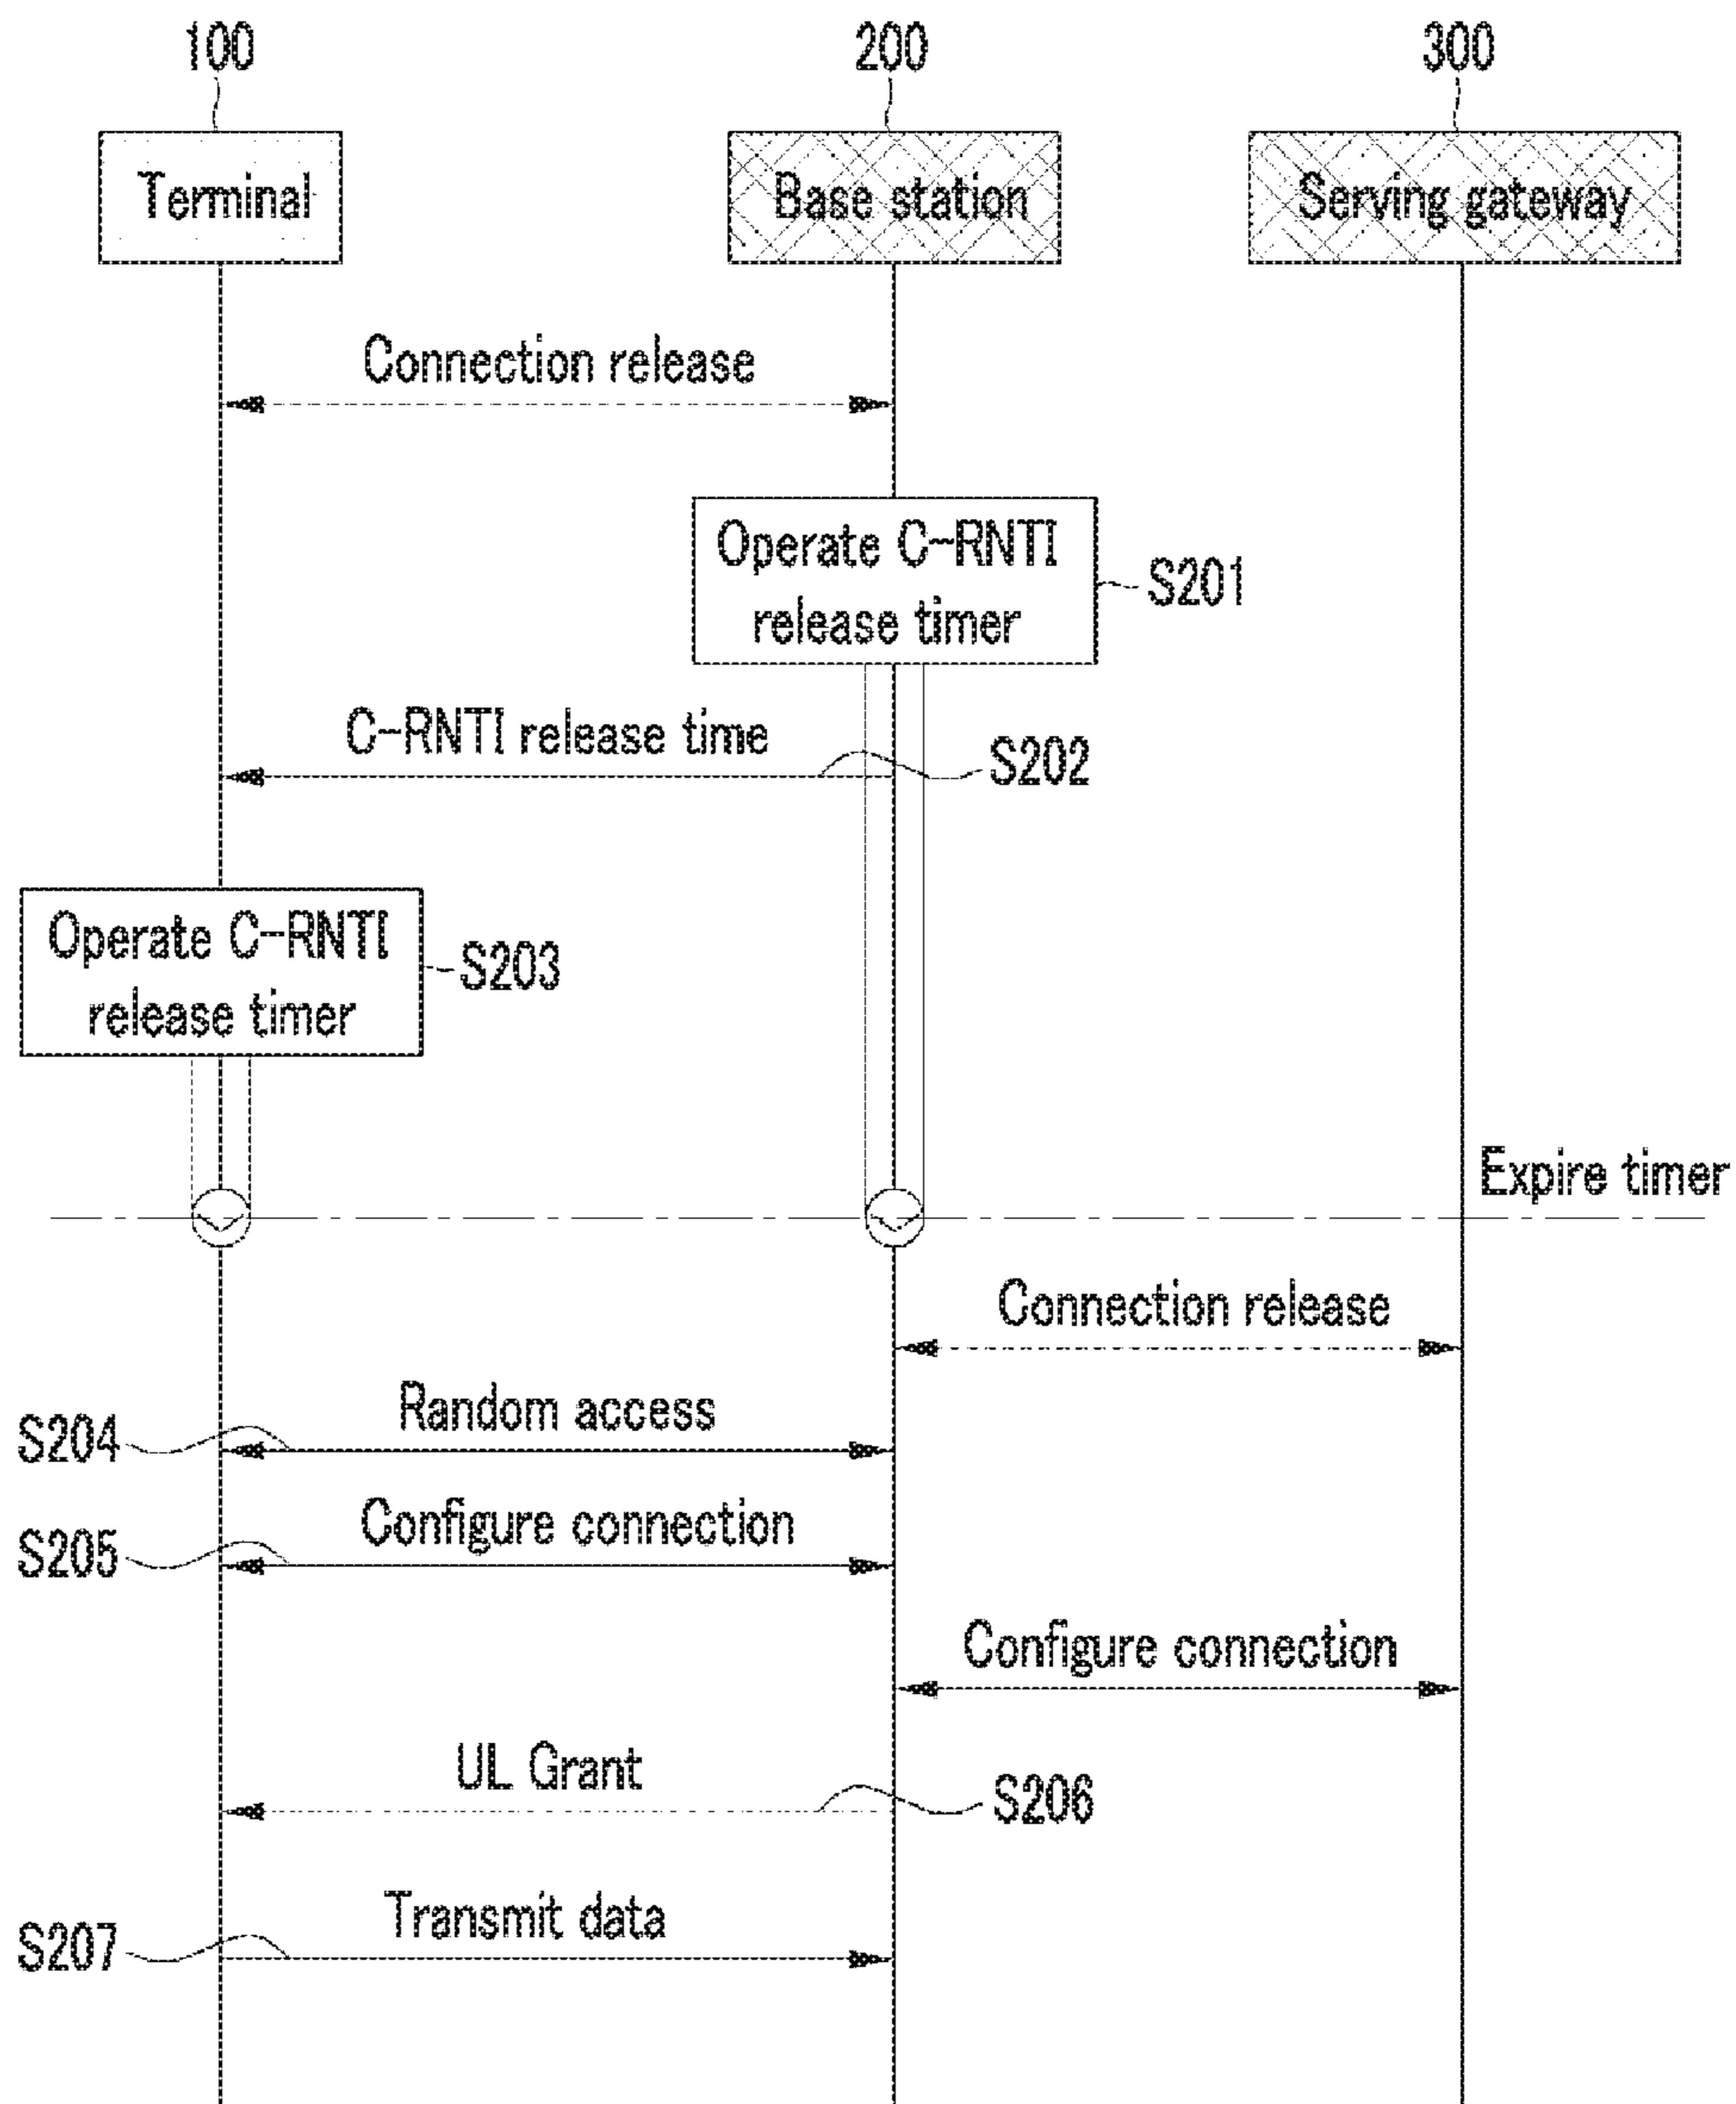 100
200
300
Terminal
Base station
Serving gateway
Connection release
Operate C-RNTI
release timer
S201
C-RNTI release time
S202
Operate C-RNTI
release timer
S203
Expire timer
Connection release
Random access
S204
Configure connection
S205
Configure connection
UL Grant
S206
Transmit data
S207